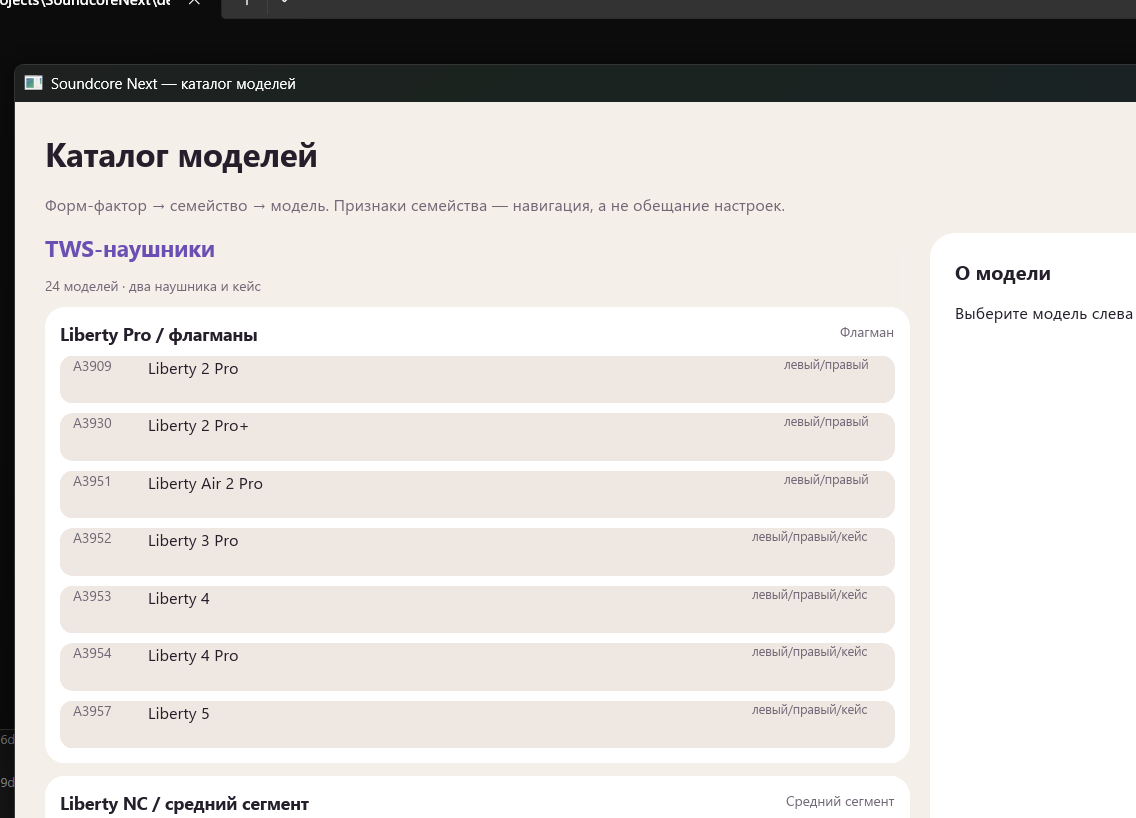 Soundcore Next — каталог моделей
Каталог моделей
Форм-фактор → семейство → модель. Признаки семейства — навигация, а не обещание настроек.
TWS-наушники
24 моделей · два наушника и кейс
Liberty Pro / флагманы
Флагман
A3909 Liberty 2 Pro левый/правый
A3930 Liberty 2 Pro+ левый/правый
A3951 Liberty Air 2 Pro левый/правый
A3952 Liberty 3 Pro левый/правый/кейс
A3953 Liberty 4 левый/правый/кейс
A3954 Liberty 4 Pro левый/правый/кейс
A3957 Liberty 5 левый/правый/кейс
Liberty NC / средний сегмент
Средний сегмент
О модели
Выберите модель слева
6d
9d